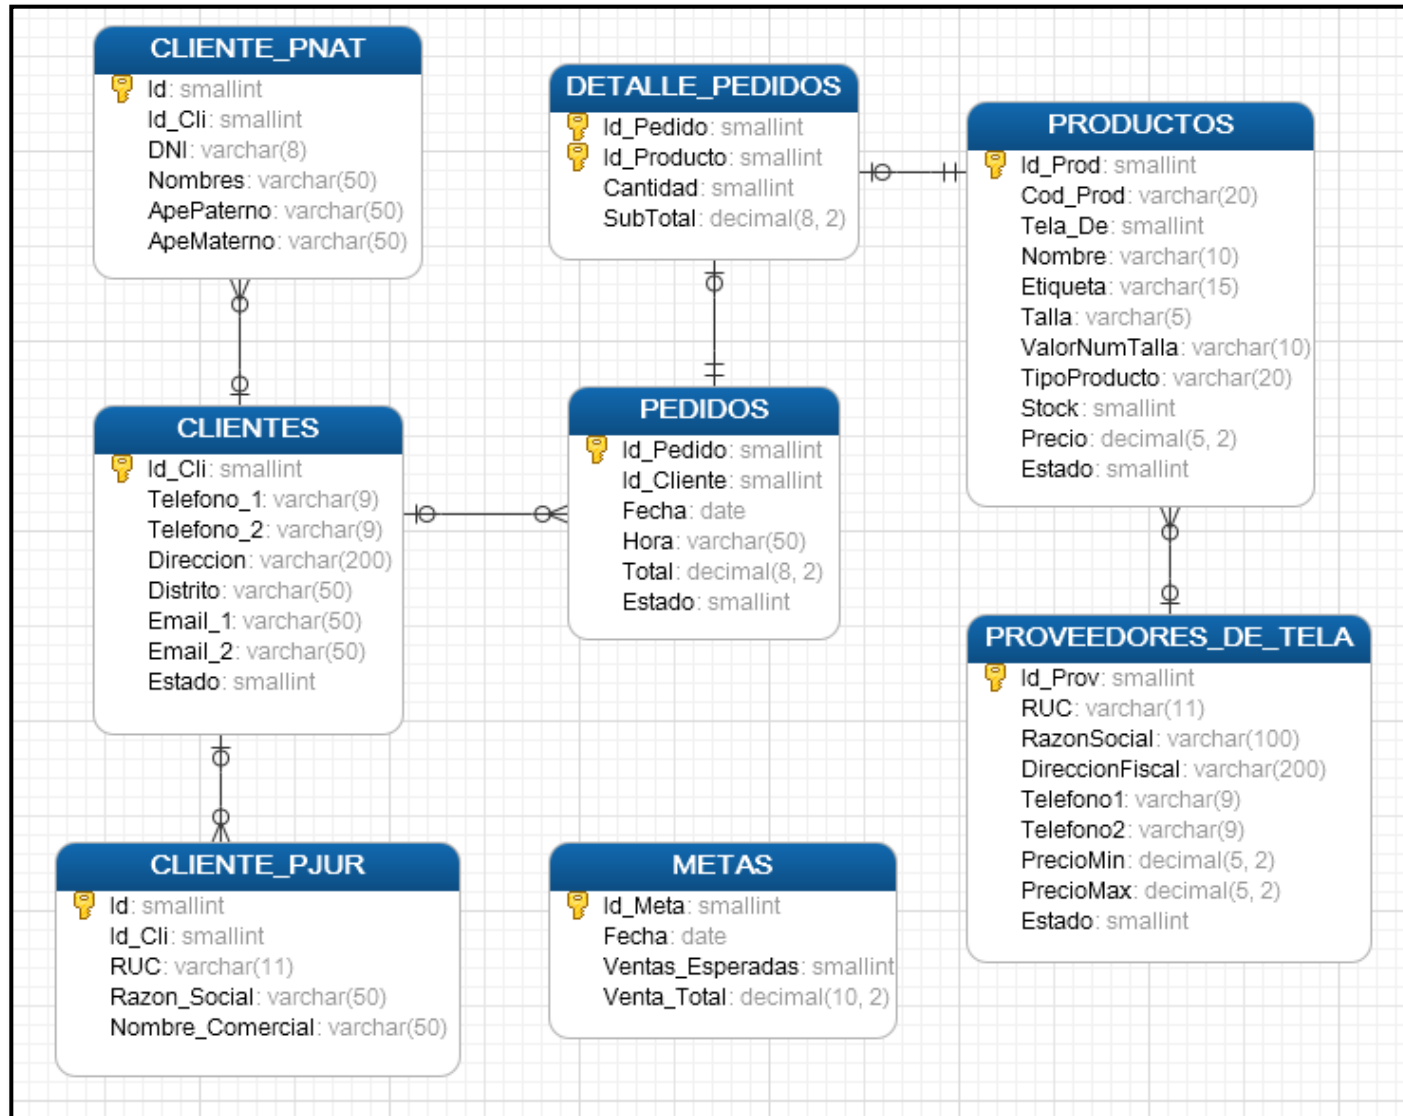 CLIENTE_PNAT
Id: smallint
Id_Cli: smallint
DNI: varchar(8)
Nombres: varchar(50)
ApePaterno: varchar(50)
ApeMaterno: varchar(50)
DETALLE_PEDIDOS
Id_Pedido: smallint
Id_Producto: smallint
Cantidad: smallint
SubTotal: decimal(8, 2)
PRODUCTOS
Id_Prod: smallint
Cod_Prod: varchar(20)
Tela_De: smallint
Nombre: varchar(10)
Etiqueta: varchar(15)
Talla: varchar(5)
ValorNumTalla: varchar(10)
TipoProducto: varchar(20)
Stock: smallint
Precio: decimal(5, 2)
Estado: smallint
CLIENTES
Id_Cli: smallint
Telefono_1: varchar(9)
Telefono_2: varchar(9)
Direccion: varchar(200)
Distrito: varchar(50)
Email_1: varchar(50)
Email_2: varchar(50)
Estado: smallint
PEDIDOS
Id_Pedido: smallint
Id_Cliente: smallint
Fecha: date
Hora: varchar(50)
Total: decimal(8, 2)
Estado: smallint
PROVEEDORES_DE_TELA
Id_Prov: smallint
RUC: varchar(11)
RazonSocial: varchar(100)
DireccionFiscal: varchar(200)
Telefono1: varchar(9)
Telefono2: varchar(9)
PrecioMin: decimal(5, 2)
PrecioMax: decimal(5, 2)
Estado: smallint
CLIENTE_PJUR
Id: smallint
Id_Cli: smallint
RUC: varchar(11)
Razon_Social: varchar(50)
Nombre_Comercial: varchar(50)
METAS
Id_Meta: smallint
Fecha: date
Ventas_Esperadas: smallint
Venta_Total: decimal(10, 2)